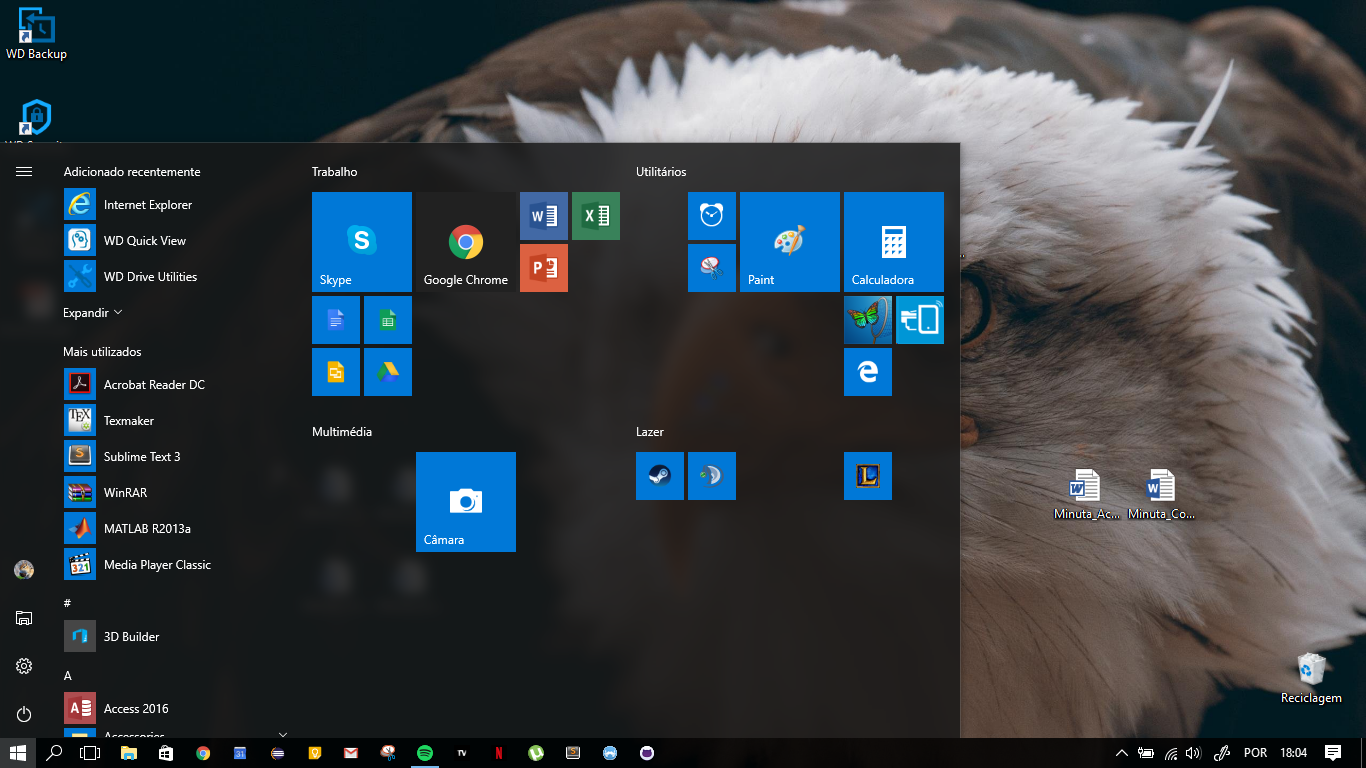 WD Backup
Adicionado recentemente
Internet Explorer
WD Quick View
WD Drive Utilities
Expandir
Mais utilizados
Acrobat Reader DC
Texmaker
Sublime Text 3
WinRAR
MATLAB R2013a
Media Player Classic
#
3D Builder
A
Access 2016
Trabalho
Skype
Google Chrome
Utilitários
Paint
Calculadora
Multimédia
Câmara
Lazer
Minuta_Ac...
Minuta_Co...
Reciclagem
TV
POR
18:04